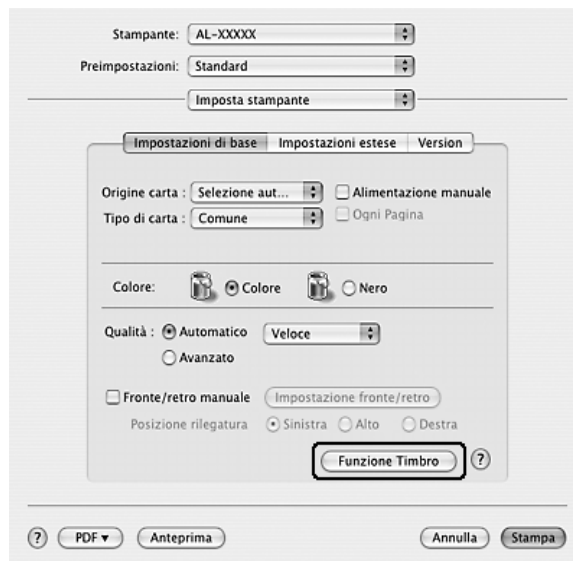 Stampante: AL-XXXXX
Preimpostazioni: Standard
Imposta stampante
Impostazioni di base Impostazioni estese Version
Origine carta : Selezione aut... Alimentazione manuale
Tipo di carta : Comune Ogni Pagina
Colore: Colore Nero
Qualità : Automatico Veloce
Avanzato
Fronte/retro manuale Impostazione fronte/retro
Posizione rilegatura Sinistra Alto Destra
Funzione Timbro ?
? PDF▼ Anteprima Annulla Stampa